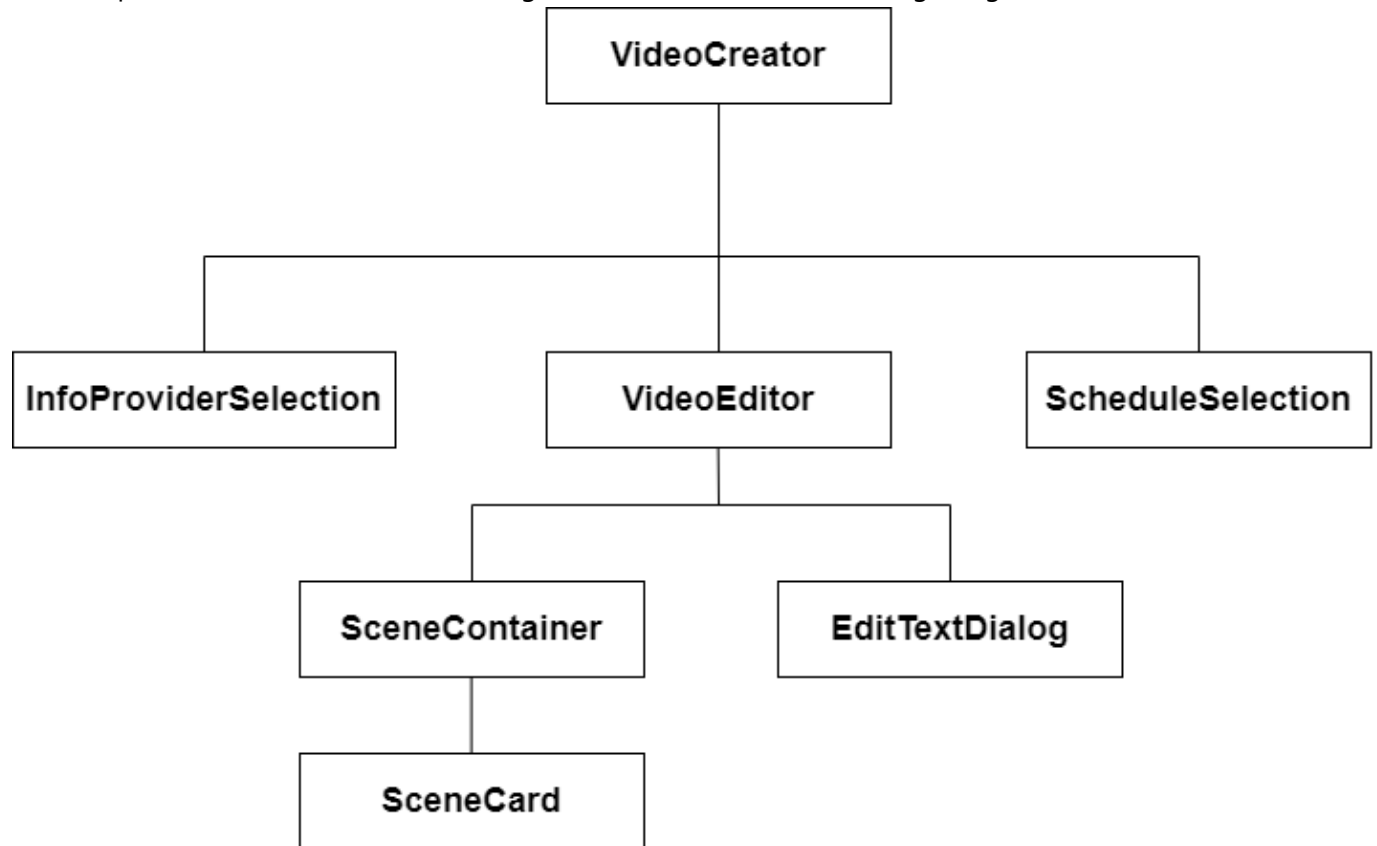 VideoCreator
InfoProviderSelection
VideoEditor
ScheduleSelection
SceneContainer
EditTextDialog
SceneCard